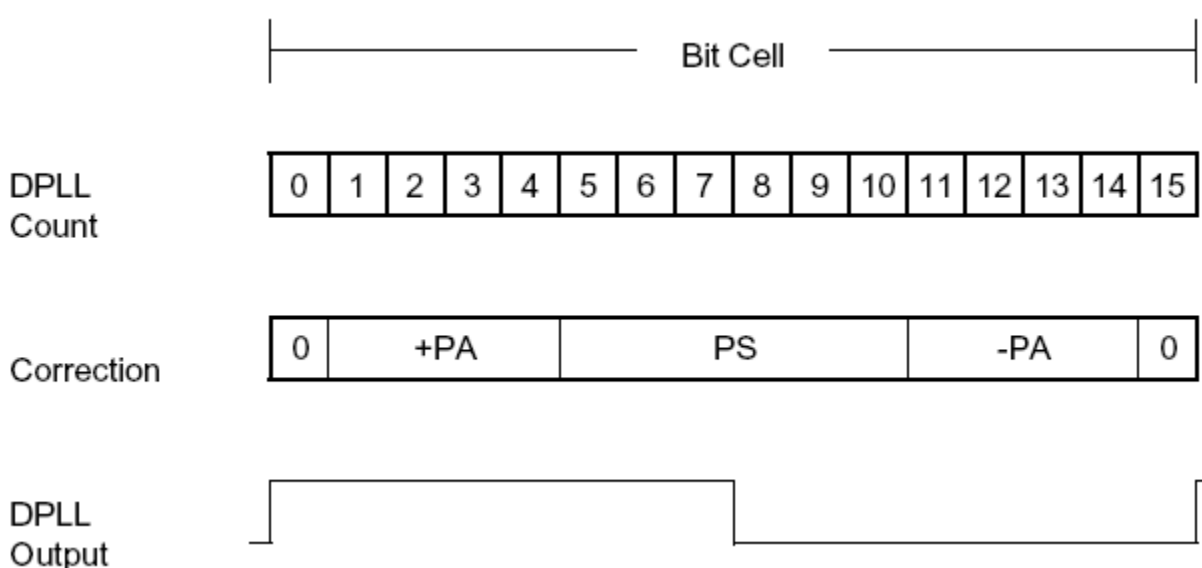 Bit Cell
DPLL
Count
0 1 2 3 4 5 6 7 8 9 10 11 12 13 14 15
Correction
0 +PA PS -PA 0
DPLL
Output